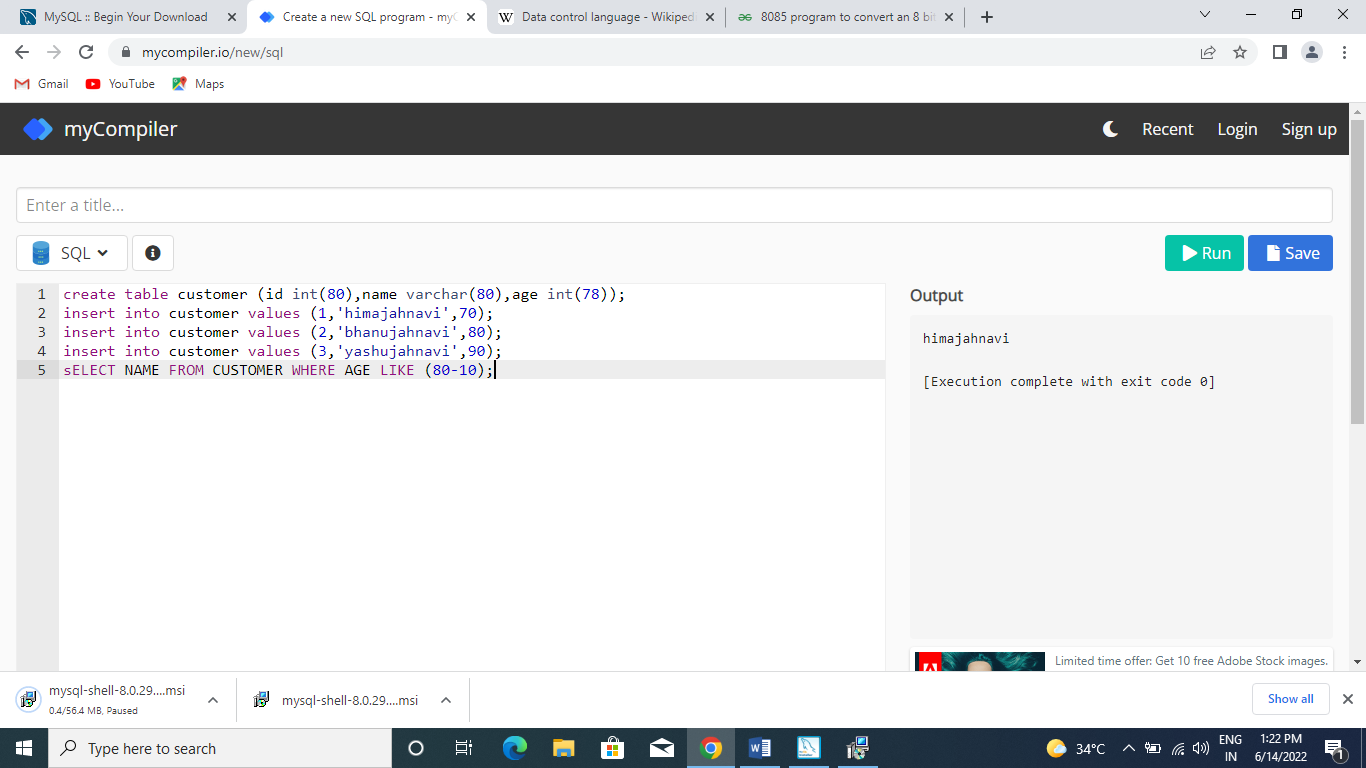 MySQL :: Begin Your Download
Create a new SQL program - myC
Data control language - Wikiped
8085 program to convert an 8 bi
mycompiler.io/new/sql
Gmail YouTube Maps
myCompiler
Recent Login Sign up
Enter a title...
SQL
Run Save
1 create table customer (id int(80),name varchar(80),age int(78));
2 insert into customer values (1,'himajahnavi',70);
3 insert into customer values (2,'bhanujahnavi',80);
4 insert into customer values (3,'yashujahnavi',90);
5 sELECT NAME FROM CUSTOMER WHERE AGE LIKE (80-10);
Output
himajahnavi
[Execution complete with exit code 0]
Limited time offer: Get 10 free Adobe Stock images.
mysql-shell-8.0.29....msi
0.4/56.4 MB, Paused
mysql-shell-8.0.29....msi
Show all
Type here to search
34°C
ENG
IN
1:22 PM
6/14/2022
1